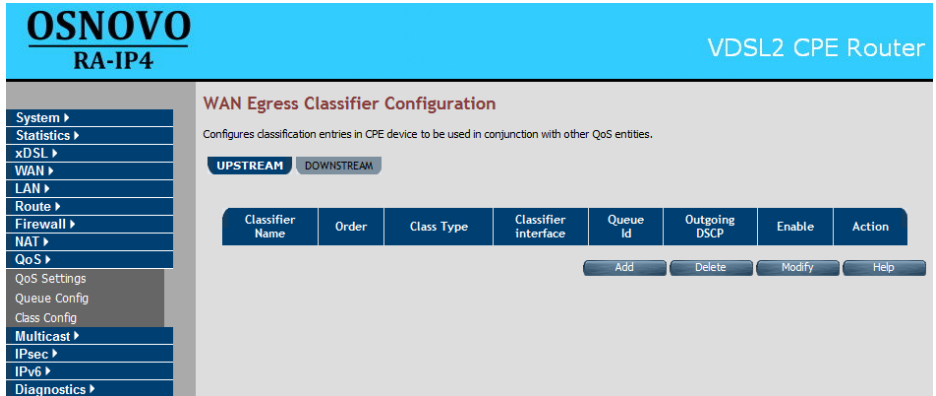 OSNOVO
RA-IP4
VDSL2 CPE Router
System
Statistics
xDSL
WAN
LAN
Route
Firewall
NAT
QoS
QoS Settings
Queue Config
Class Config
Multicast
IPsec
IPv6
Diagnostics
WAN Egress Classifier Configuration
Configures classification entries in CPE device to be used in conjunction with other QoS entities.
UPSTREAM DOWNSTREAM
Classifier Name Order Class Type Classifier interface Queue Id Outgoing DSCP Enable Action
Add Delete Modify Help